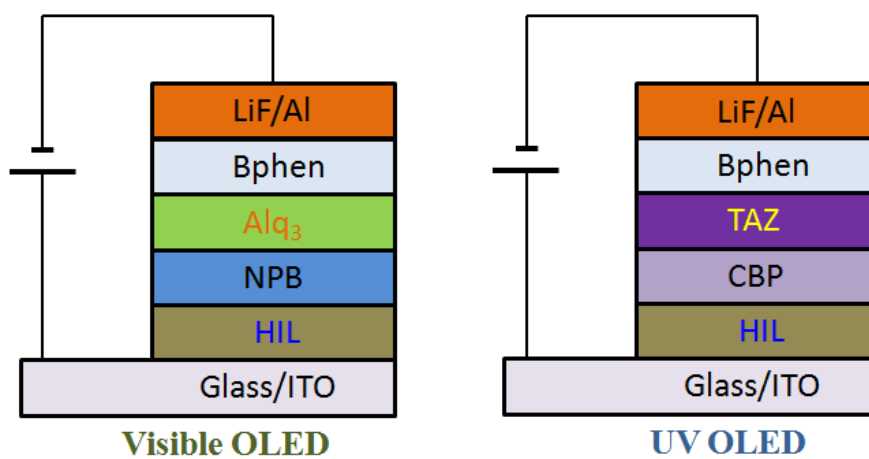 LiF/Al
Bphen
Alq₃
NPB
HIL
Glass/ITO
Visible OLED
LiF/Al
Bphen
TAZ
CBP
HIL
Glass/ITO
UV OLED